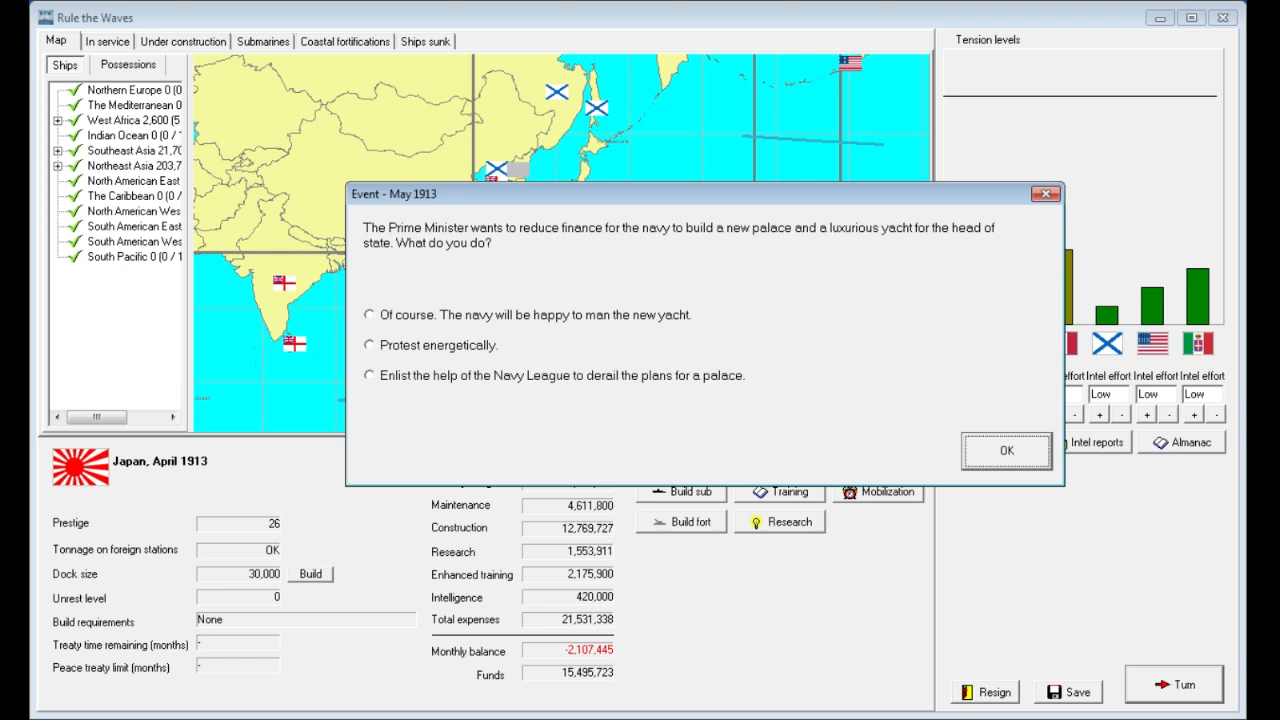 Rule the Waves
Map
In service
Under construction
Submarines
Coastal fortifications
Ships sunk
Tension levels
Ships
Possessions
Northern Europe 0 (0
The Mediterranean 0
West Africa 2,600 (5
Indian Ocean 0 (0 /
Southeast Asia 21,70
Northeast Asia 203,7
North American East
The Caribbean 0 (0 /
North American Wes
South American East
South American Wes
South Pacific 0 (0 / 1
Event - May 1913
The Prime Minister wants to reduce finance for the navy to build a new palace and a luxurious yacht for the head of
state. What do you do?
Of course. The navy will be happy to man the new yacht.
Protest energetically.
Enlist the help of the Navy League to derail the plans for a palace.
OK
effort Intel effort Intel effort Intel effort
Low Low Low
- + - + - + -
Intel reports
Almanac
Japan, April 1913
Prestige 26
Tonnage on foreign stations OK
Dock size 30,000 Build
Unrest level 0
Build requirements None
Treaty time remaining (months) -
Peace treaty limit (months) -
Maintenance 4,611,800
Construction 12,769,727
Research 1,553,911
Enhanced training 2,175,900
Intelligence 420,000
Total expenses 21,531,338
Monthly balance -2,107,445
Funds 15,495,723
Build sub
Training
Mobilization
Build fort
Research
Resign
Save
Turn